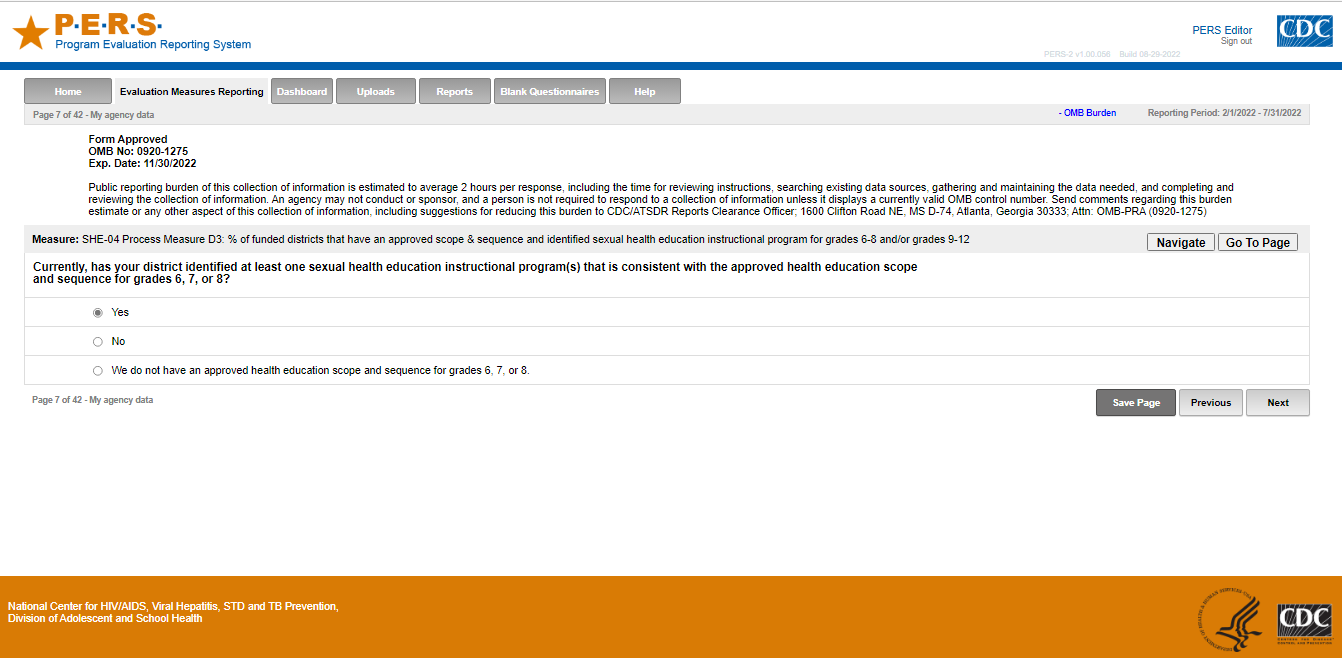 P·E·R·S·
Program Evaluation Reporting System
PERS Editor
Sign out
CDC
PERS-2 v1.00.056 Build 08-29-2022
Home
Evaluation Measures Reporting
Dashboard
Uploads
Reports
Blank Questionnaires
Help
Page 7 of 42 - My agency data
- OMB Burden
Reporting Period: 2/1/2022 - 7/31/2022
Form Approved
OMB No: 0920-1275
Exp. Date: 11/30/2022
Public reporting burden of this collection of information is estimated to average 2 hours per response, including the time for reviewing instructions, searching existing data sources, gathering and maintaining the data needed, and completing and
reviewing the collection of information. An agency may not conduct or sponsor, and a person is not required to respond to a collection of information unless it displays a currently valid OMB control number. Send comments regarding this burden
estimate or any other aspect of this collection of information, including suggestions for reducing this burden to CDC/ATSDR Reports Clearance Officer; 1600 Clifton Road NE, MS D-74, Atlanta, Georgia 30333; Attn: OMB-PRA (0920-1275)
Measure: SHE-04 Process Measure D3: % of funded districts that have an approved scope & sequence and identified sexual health education instructional program for grades 6-8 and/or grades 9-12
Navigate
Go To Page
Currently, has your district identified at least one sexual health education instructional program(s) that is consistent with the approved health education scope
and sequence for grades 6, 7, or 8?
Yes
No
We do not have an approved health education scope and sequence for grades 6, 7, or 8.
Page 7 of 42 - My agency data
Save Page
Previous
Next
National Center for HIV/AIDS, Viral Hepatitis, STD and TB Prevention,
Division of Adolescent and School Health
CDC